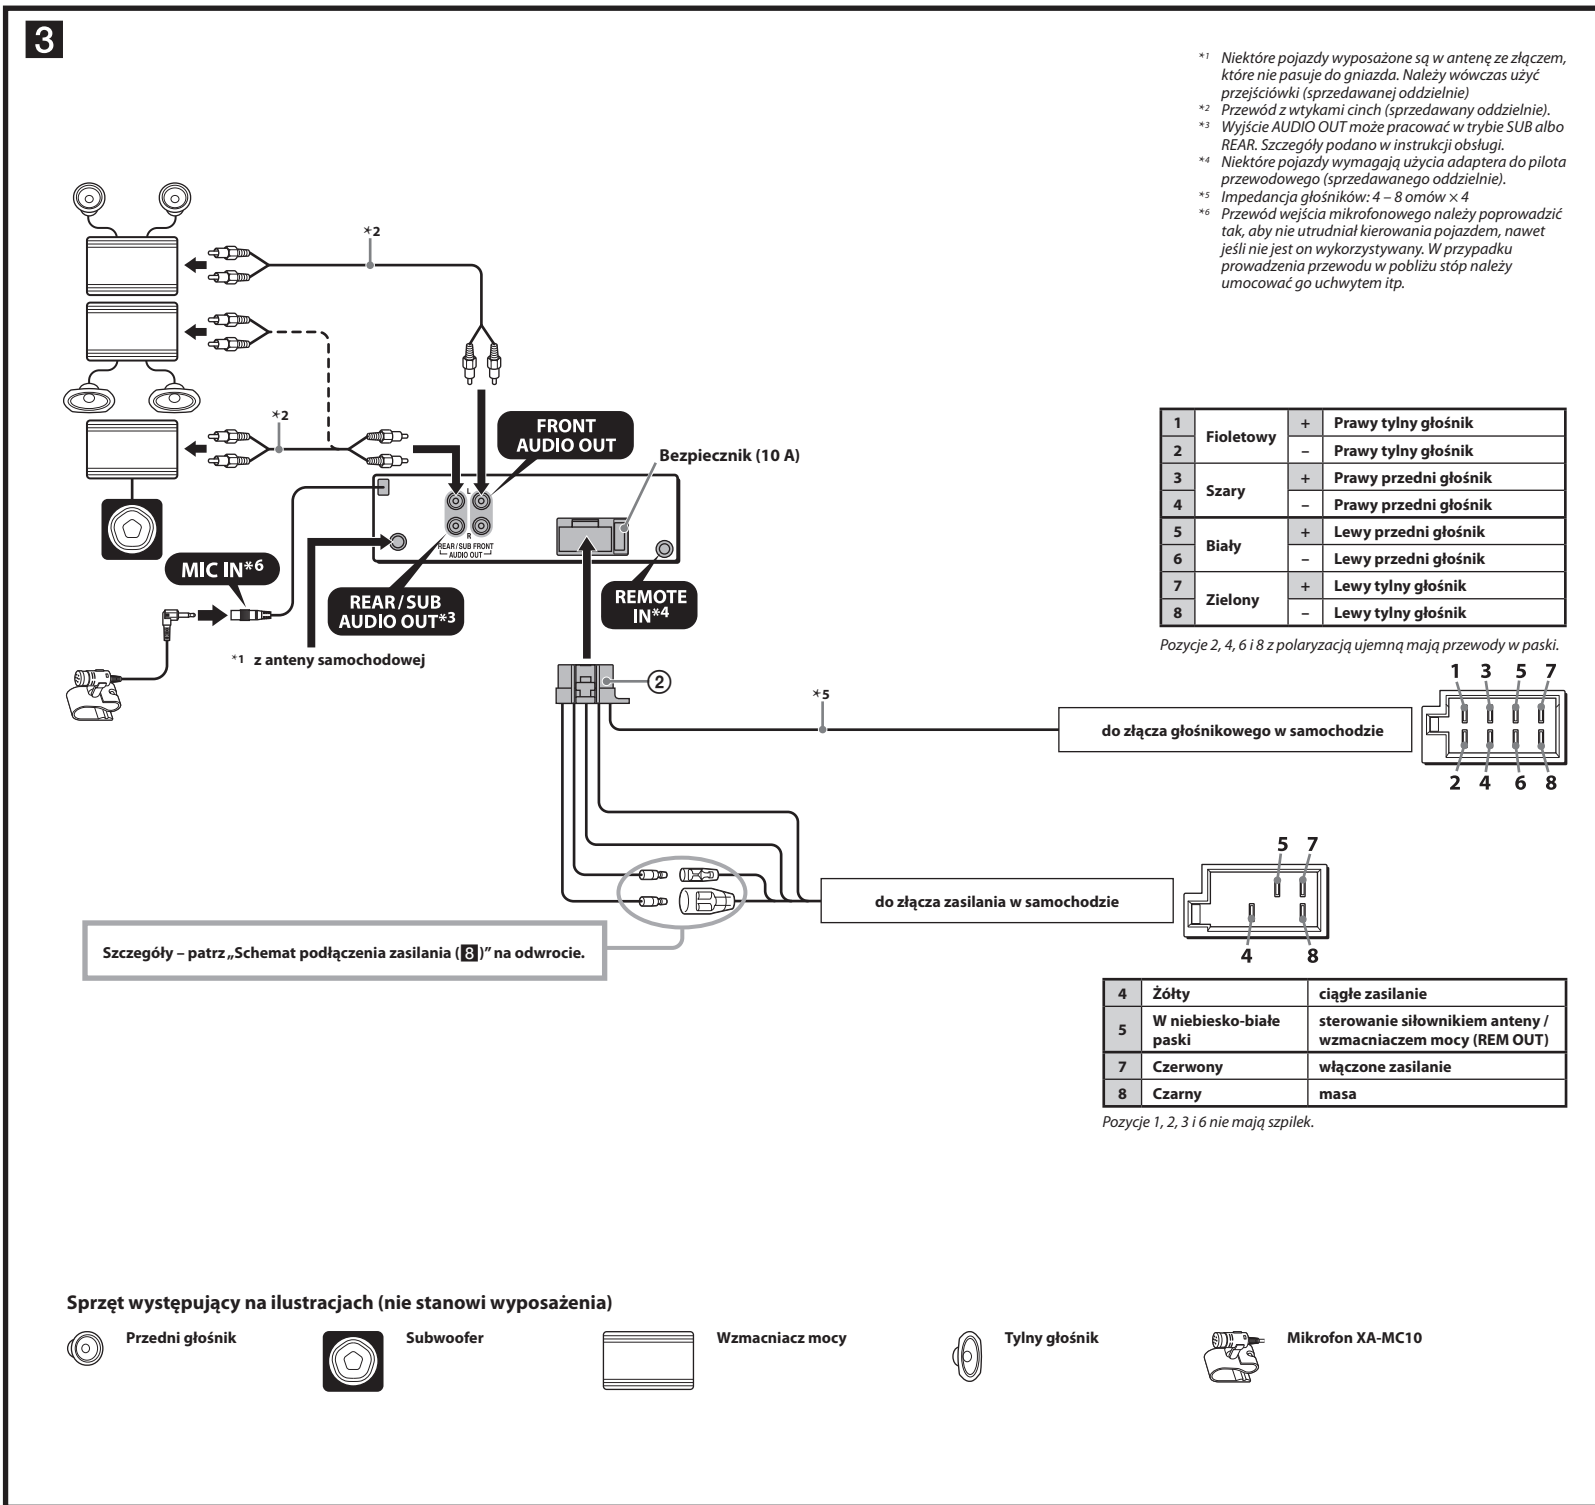 3
*1 Niektóre pojazdy wyposażone są w antenę ze złączem,
które nie pasuje do gniazda. Należy wówczas użyć
przejściówki (sprzedawanej oddzielnie)
*2 Przewód z wtykami cinch (sprzedawany oddzielnie).
*3 Wyjście AUDIO OUT może pracować w trybie SUB albo
REAR. Szczegóły podano w instrukcji obsługi.
*4 Niektóre pojazdy wymagają użycia adaptera do pilota
przewodowego (sprzedawanego oddzielnie).
*5 Impedancja głośników: 4 – 8 omów × 4
*6 Przewód wejścia mikrofonowego należy poprowadzić
tak, aby nie utrudniał kierowania pojazdem, nawet
jeśli nie jest on wykorzystywany. W przypadku
prowadzenia przewodu w pobliżu stóp należy
umocować go uchwytem itp.
*2
*2
FRONT
AUDIO OUT
Bezpiecznik (10 A)
L
R
REAR / SUB FRONT
AUDIO OUT
MIC IN*6
REAR / SUB
AUDIO OUT*3
REMOTE
IN*4
*1 z anteny samochodowej
1 Fioletowy + Prawy tylny głośnik
2 – Prawy tylny głośnik
3 Szary + Prawy przedni głośnik
4 – Prawy przedni głośnik
5 Biały + Lewy przedni głośnik
6 – Lewy przedni głośnik
7 Zielony + Lewy tylny głośnik
8 – Lewy tylny głośnik
Pozycje 2, 4, 6 i 8 z polaryzacją ujemną mają przewody w paski.
2
*5
do złącza głośnikowego w samochodzie
1 3 5 7
2 4 6 8
do złącza zasilania w samochodzie
5 7
4 8
Szczegóły – patrz „Schemat podłączenia zasilania (8)” na odwrocie.
4 Żółty ciągłe zasilanie
5 W niebiesko-białe paski sterowanie siłownikiem anteny /
wzmacniaczem mocy (REM OUT)
7 Czerwony włączone zasilanie
8 Czarny masa
Pozycje 1, 2, 3 i 6 nie mają szpilek.
Sprzęt występujący na ilustracjach (nie stanowi wyposażenia)
Przedni głośnik
Subwoofer
Wzmacniacz mocy
Tylny głośnik
Mikrofon XA-MC10